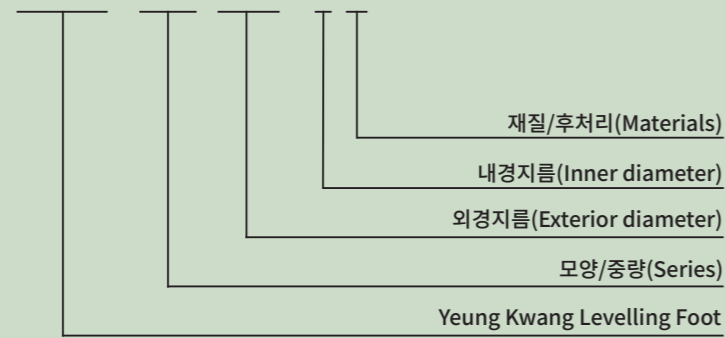 재질/후처리(Materials)
내경지름(Inner diameter)
외경지름(Exterior diameter)
모양/중량(Series)
Yeung Kwang Levelling Foot